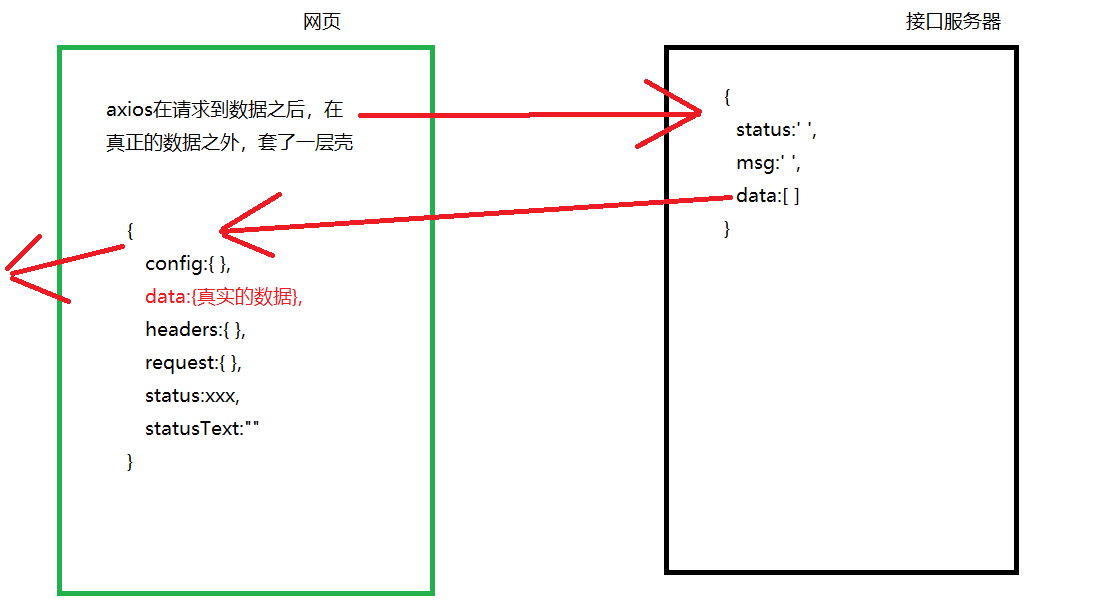 网页
接口服务器
axios在请求到数据之后，在
真正的数据之外，套了一层壳
{
config:{ },
data:{真实的数据},
headers:{ },
request:{ },
status:xxx,
statusText:""
}
{
status:' ',
msg:' ',
data:[ ]
}